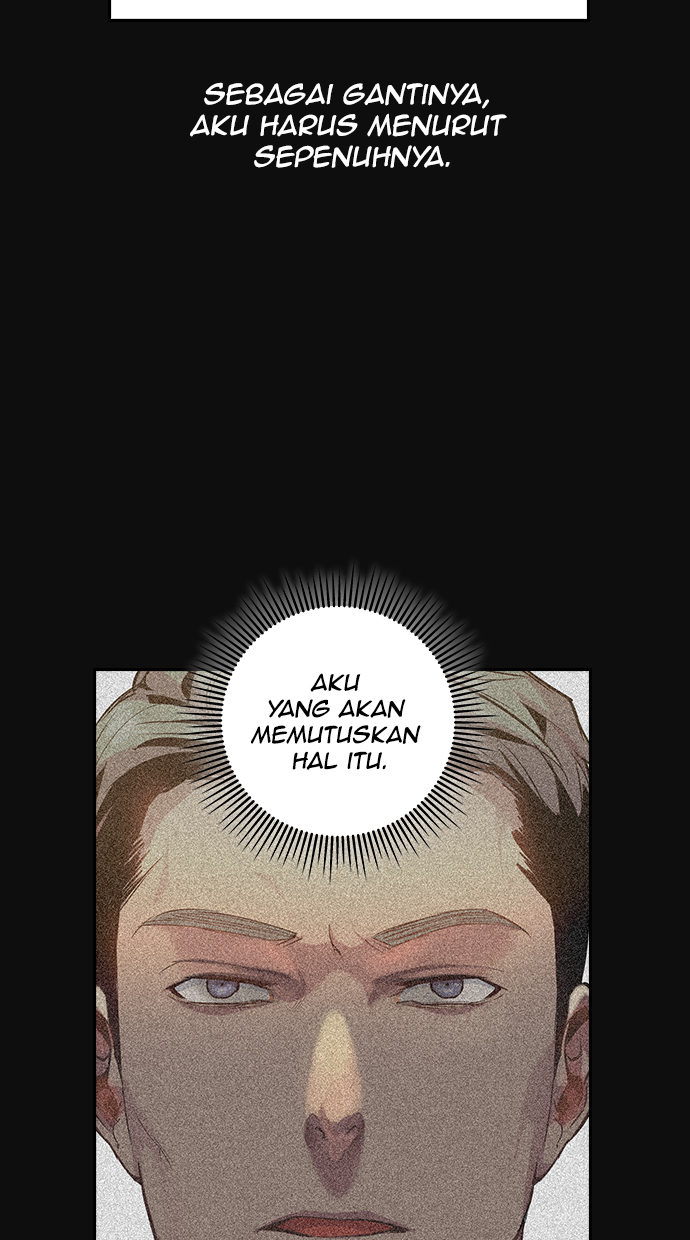 SEBAGAI GANTINYA,
AKU HARUS MENURUT
SEPENUHNYA.
AKU
YANG AKAN
MEMUTUSKAN
HAL ITU.